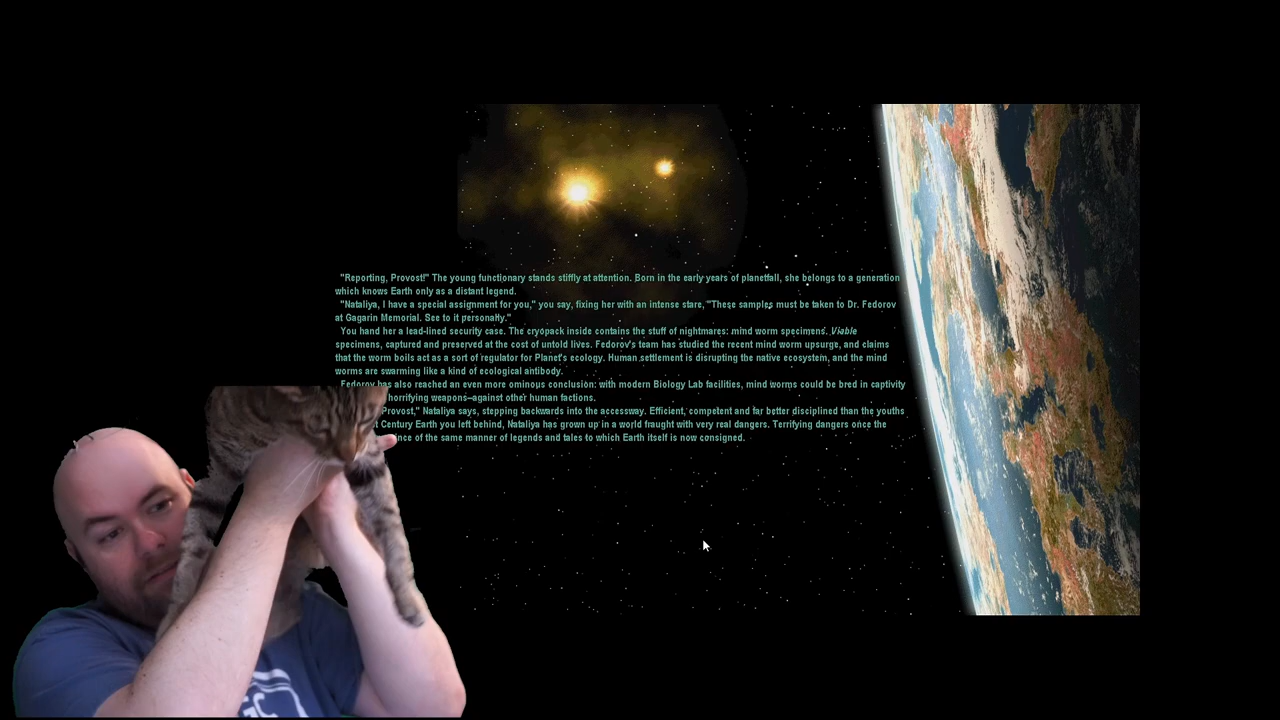 "Reporting, Provost!" The young functionary stands stiffly at attention. Born in the early years of planetfall, she belongs to a generation
which knows Earth only as a distant legend.
"Nataliya, I have a special assignment for you," you say, fixing her with an intense stare, "These samples must be taken to Dr. Fedorov
at Gagarin Memorial. See to it personally."
You hand her a lead-lined security case. The cryopack inside contains the stuff of nightmares: mind worm specimens. Viable
specimens, captured and preserved at the cost of untold lives. Fedorov's team has studied the recent mind worm upsurge, and claims
that the worm boils act as a sort of regulator for Planet's ecology. Human settlement is disrupting the native ecosystem, and the mind
worms are swarming like a kind of ecological antibody.
Fedorov has also reached an even more ominous conclusion: with modern Biology Lab facilities, mind worms could be bred in captivity
horrifying weapons--against other human factions.
Provost," Nataliya says, stepping backwards into the accessway. Efficient, competent and far better disciplined than the youths
Century Earth you left behind, Nataliya has grown up in a world fraught with very real dangers. Terrifying dangers once the
of the same manner of legends and tales to which Earth itself is now consigned.